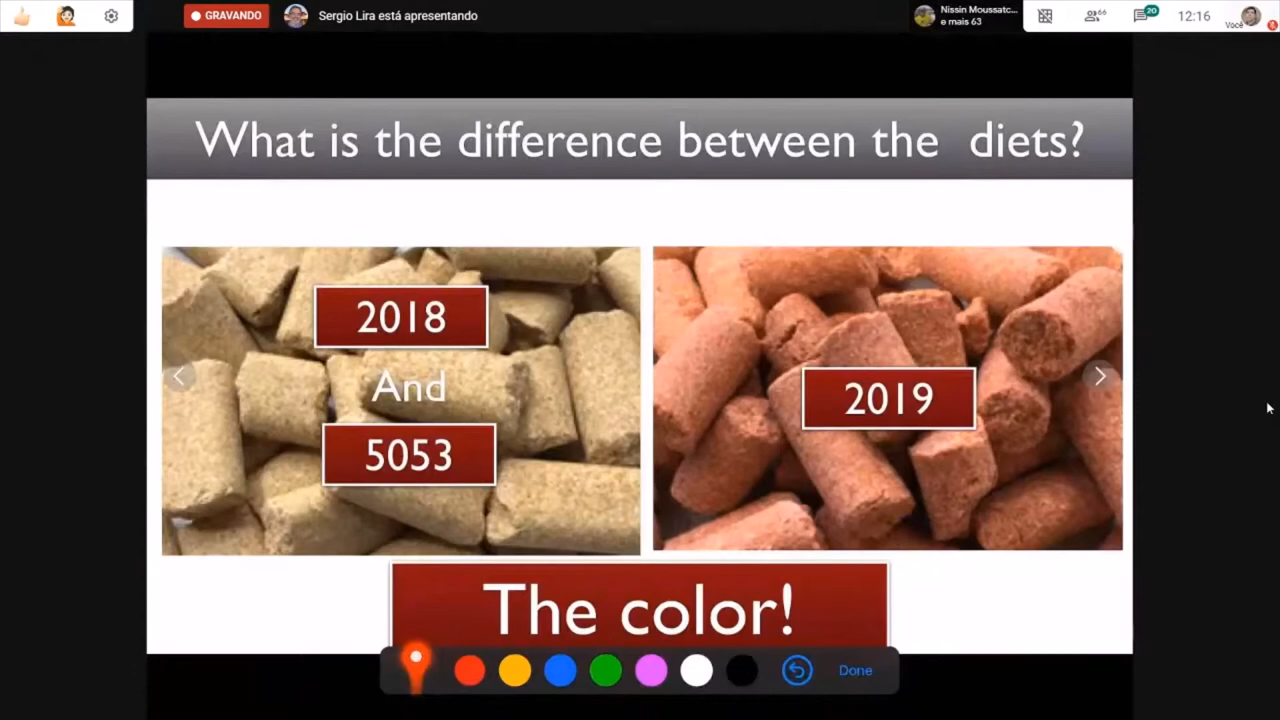 GRAVANDO
Sergio Lira está apresentando
Nissin Moussatc...
e mais 63
66
20
12:16
Você
What is the difference between the diets?
2018
And
5053
2019
The color!
Done